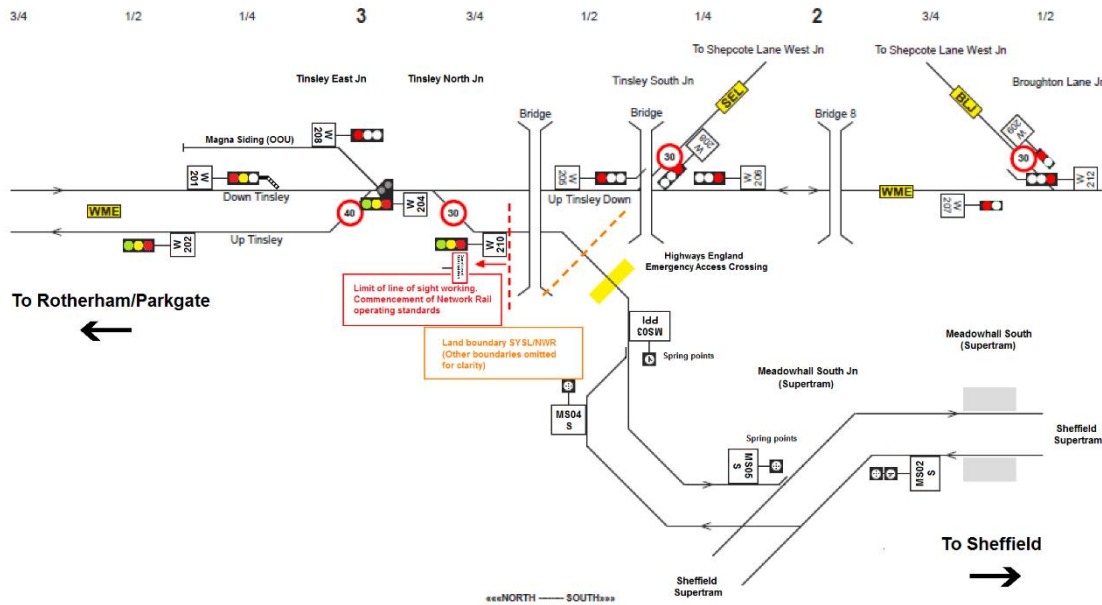 3/4 1/2 1/4 3 3/4 1/2 1/4 2 3/4 1/2
To Shepcote Lane West Jn
To Shepcote Lane West Jn
Tinsley East Jn
Tinsley North Jn
Tinsley South Jn
Broughton Lane Jn
SEL
BLJ
Bridge
Bridge
Bridge 8
W
208
Magna Siding (OOU)
W
208
W
209
30
30
W
201
W
205
W
206
W
212
Down Tinsley
Up Tinsley Down
WME
WME
W
204
W
207
40
30
Up Tinsley
W
202
W
210
Highways England
Emergency Access Crossing
Limit of line of sight working.
Commencement of Network Rail
operating standards
To Rotherham/Parkgate
MS03
PPI
Land boundary SYSL/NWR
(Other boundaries omitted
for clarity)
Spring points
Meadowhall South
(Supertram)
Meadowhall South Jn
(Supertram)
MS04
S
Sheffield
Supertram
Spring points
MS05
S
MS02
S
To Sheffield
Sheffield
Supertram
«««NORTH ------- SOUTH»»»